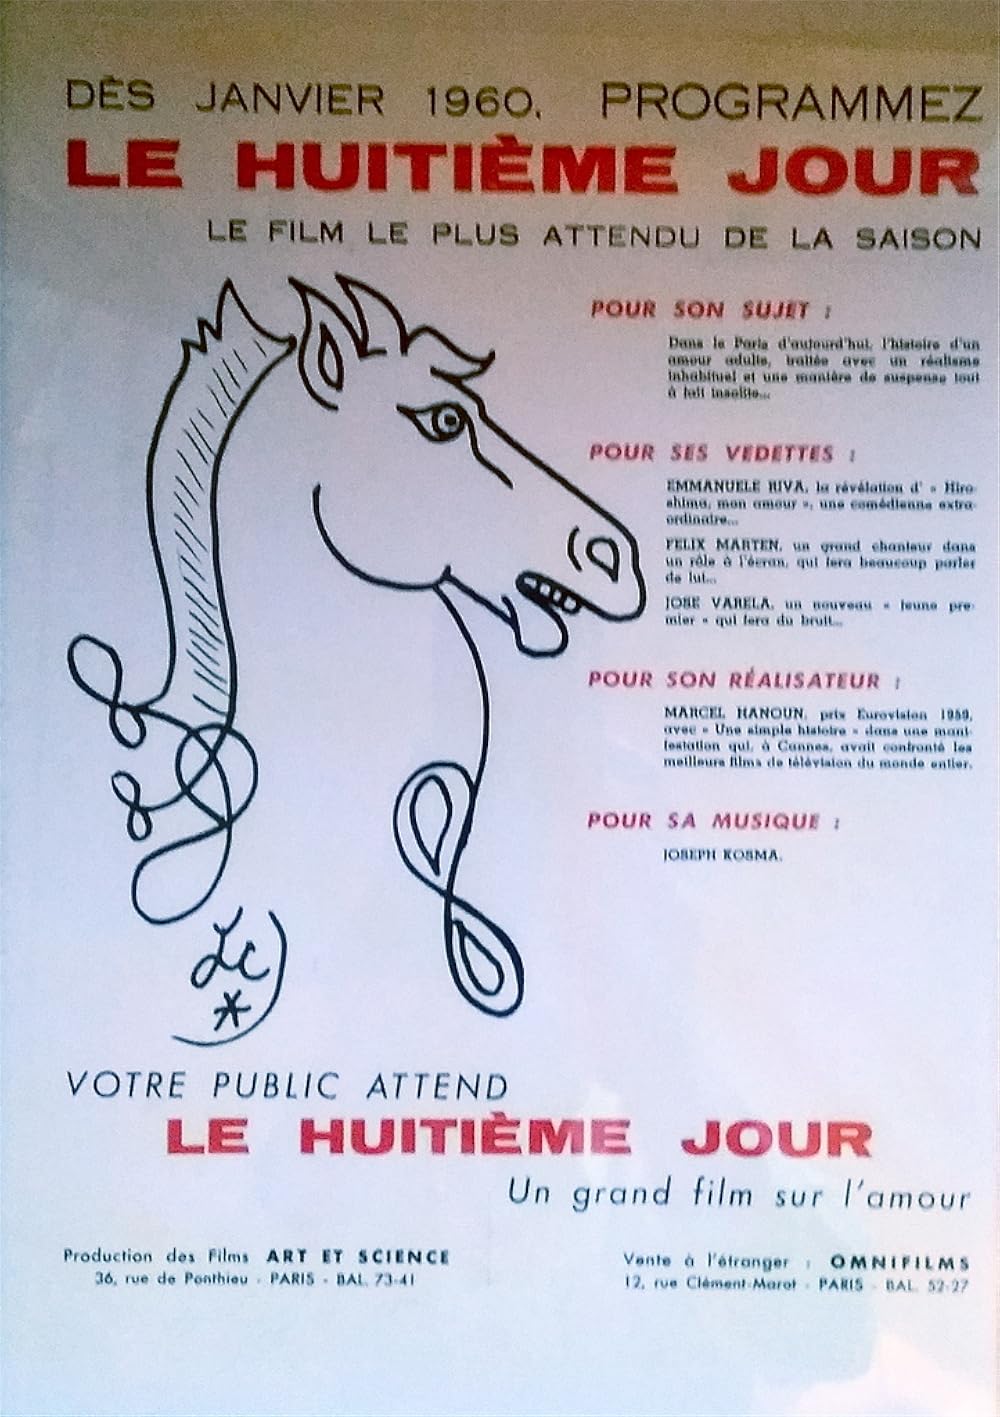 DÈS JANVIER 1960, PROGRAMMEZ
LE HUITIÈME JOUR
LE FILM LE PLUS ATTENDU DE LA SAISON
POUR SON SUJET :
Dans le Paris d'aujourd'hui, l'histoire d'un
amour adulte, traitée avec un réalisme
inhabituel et une manière de suspense tout
à fait insolite...
POUR SES VEDETTES :
EMMANUELE RIVA, la révélation d' « Hiro-
shima, mon amour », une comédienne extra-
ordinaire...
FELIX MARTEN, un grand chanteur dans
un rôle à l'écran, qui fera beaucoup parler
de lui...
JOSE VARELA, un nouveau « jeune pre-
mier » qui fera du bruit...
POUR SON RÉALISATEUR :
MARCEL HANOUN, prix Eurovision 1959,
avec « Une simple histoire » dans une mani-
festation qui, à Cannes, avait confronté les
meilleurs films de télévision du monde entier.
POUR SA MUSIQUE :
JOSEPH KOSMA.
VOTRE PUBLIC ATTEND
LE HUITIÈME JOUR
Un grand film sur l'amour
Production des Films ART ET SCIENCE
36, rue de Ponthieu - PARIS - BAL. 73-41
Vente à l'étranger : OMNIFILMS
12, rue Clément-Marot - PARIS - BAL. 52-27